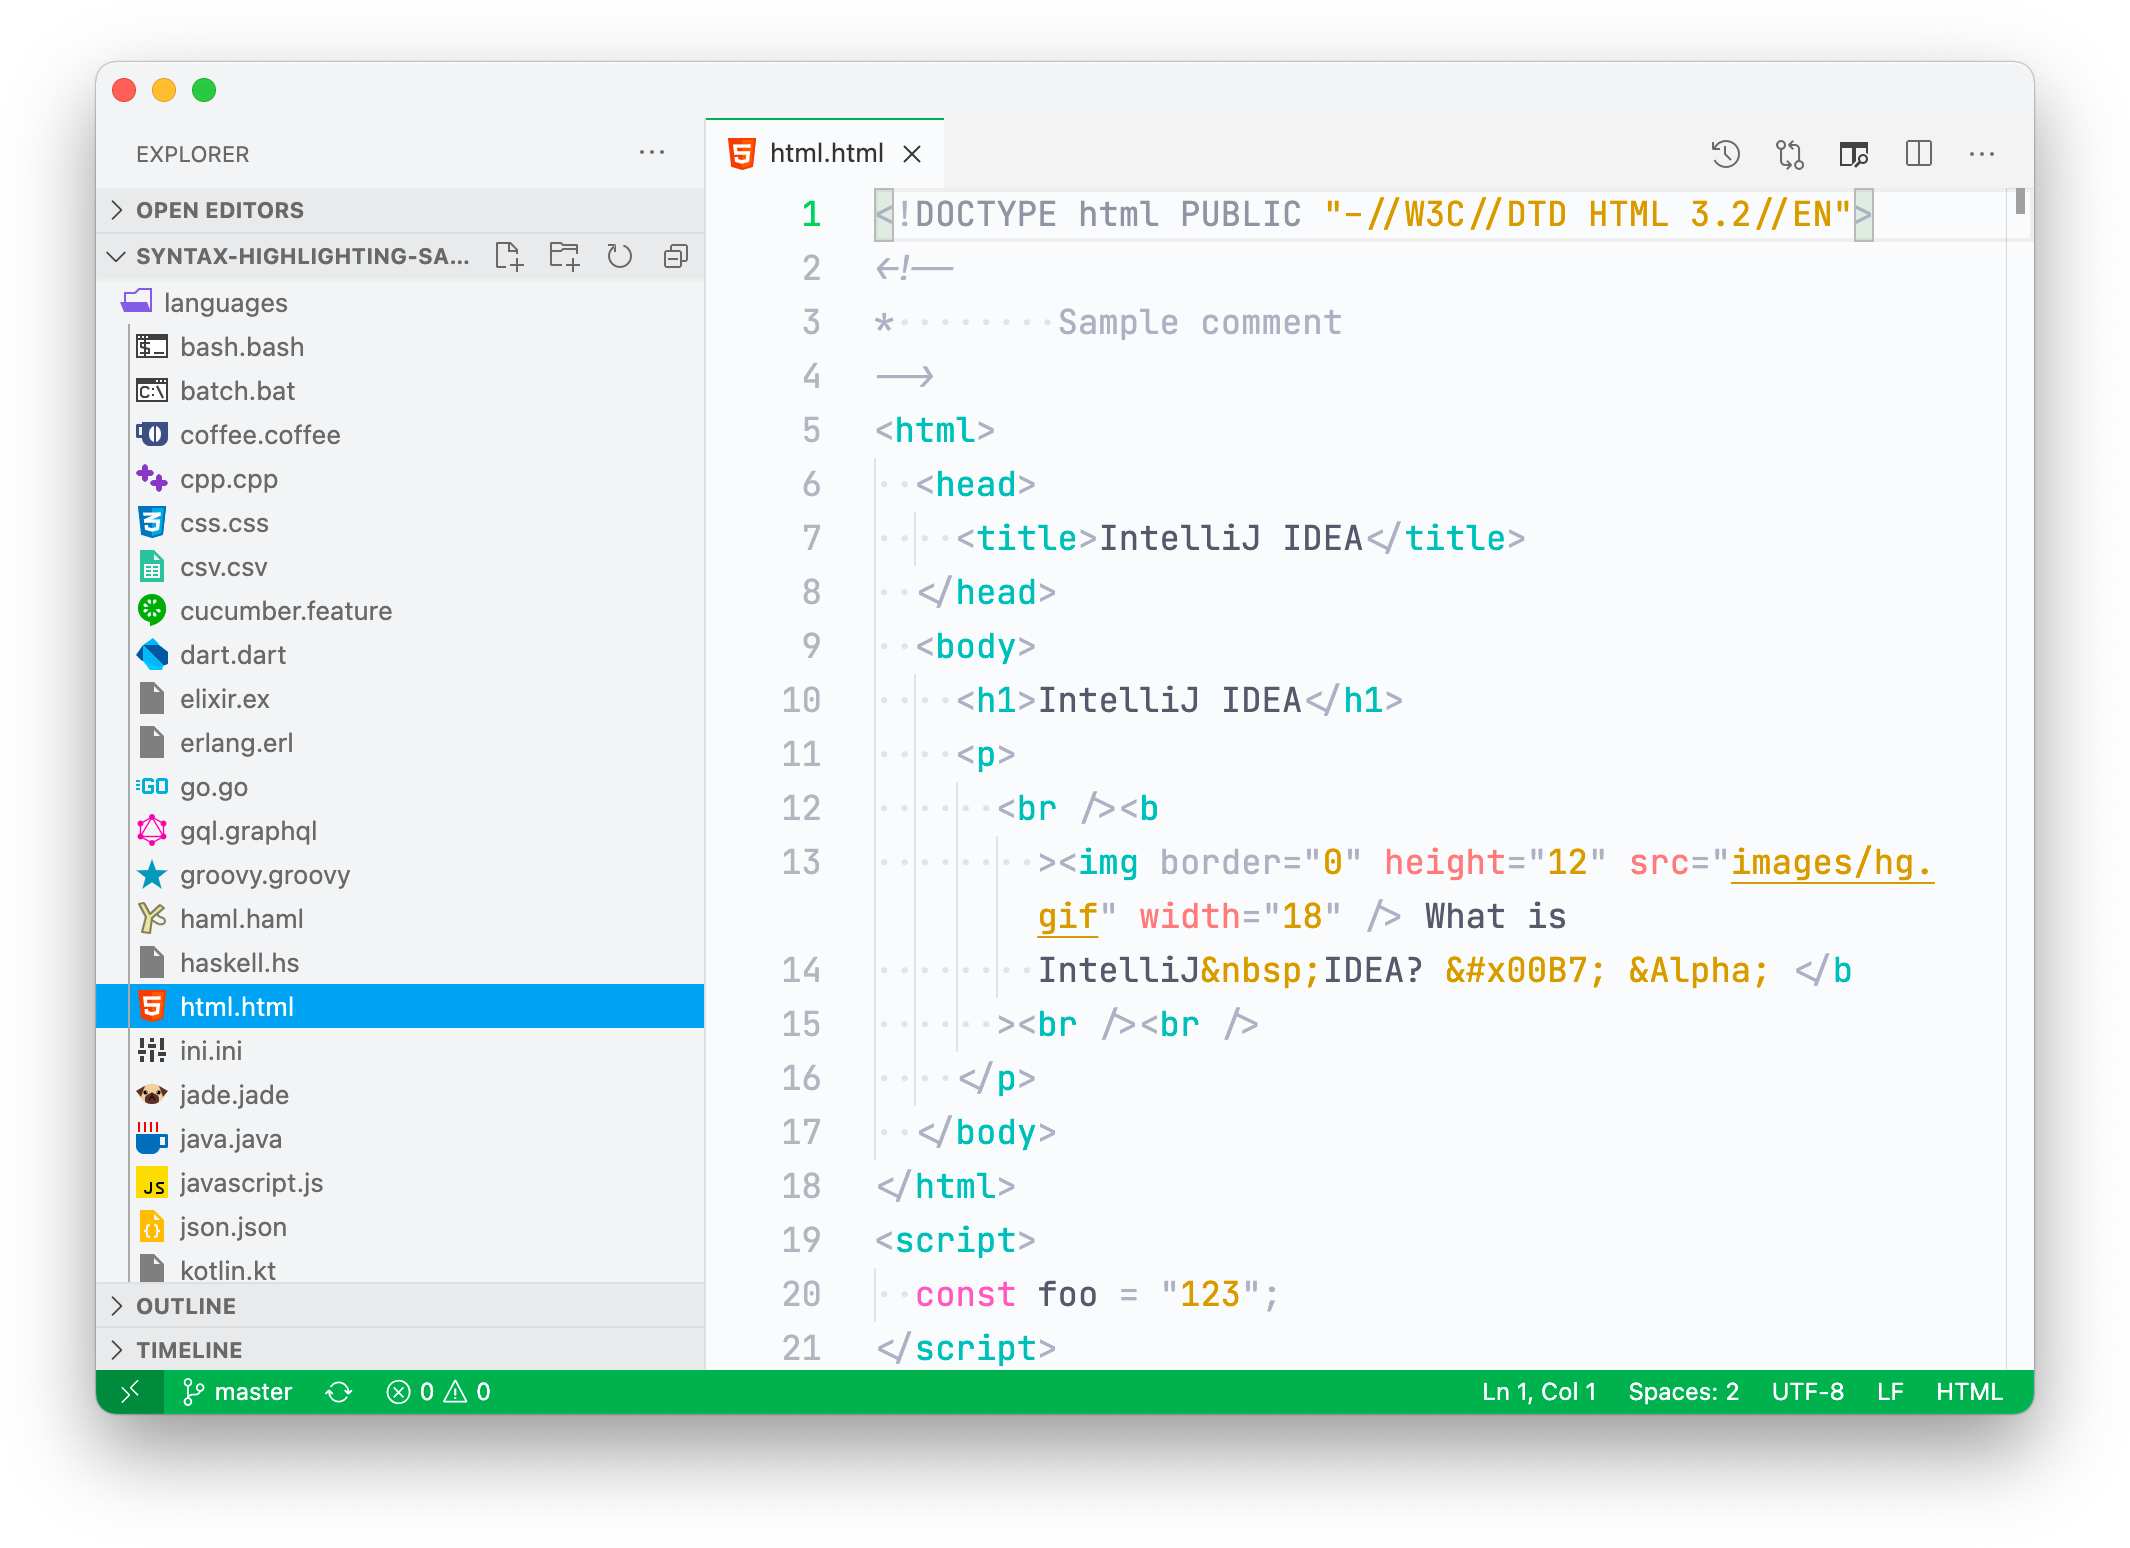 EXPLORER
OPEN EDITORS
SYNTAX-HIGHLIGHTING-SA...
languages
bash.bash
batch.bat
coffee.coffee
cpp.cpp
css.css
csv.csv
cucumber.feature
dart.dart
elixir.ex
erlang.erl
GO go.go
gql.graphql
groovy.groovy
haml.haml
haskell.hs
html.html
ini.ini
jade.jade
java.java
JS javascript.js
json.json
kotlin.kt
OUTLINE
TIMELINE
html.html
1 <!DOCTYPE html PUBLIC "-//W3C//DTD HTML 3.2//EN">
2 <!--
3 *        Sample comment
4 -->
5 <html>
6   <head>
7     <title>IntelliJ IDEA</title>
8   </head>
9   <body>
10     <h1>IntelliJ IDEA</h1>
11     <p>
12       <br /><b
13         ><img border="0" height="12" src="images/hg.
gif" width="18" /> What is
14         IntelliJ&nbsp;IDEA? &#x00B7; &Alpha; </b
15       ><br /><br />
16     </p>
17   </body>
18 </html>
19 <script>
20   const foo = "123";
21 </script>
master 0 0 Ln 1, Col 1 Spaces: 2 UTF-8 LF HTML